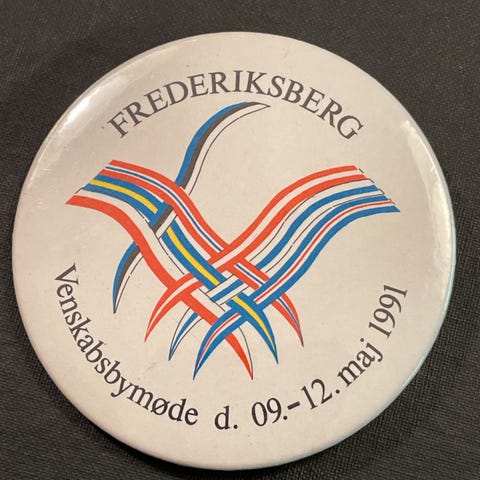 FREDERIKSBERG
Venskabsbymøde d. 09.-12. maj 1991